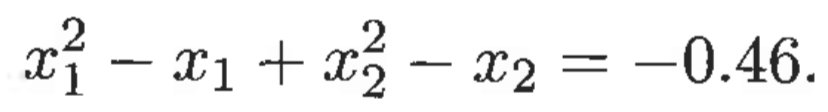 x_1^2 - x_1 + x_2^2 - x_2 = -0.46.